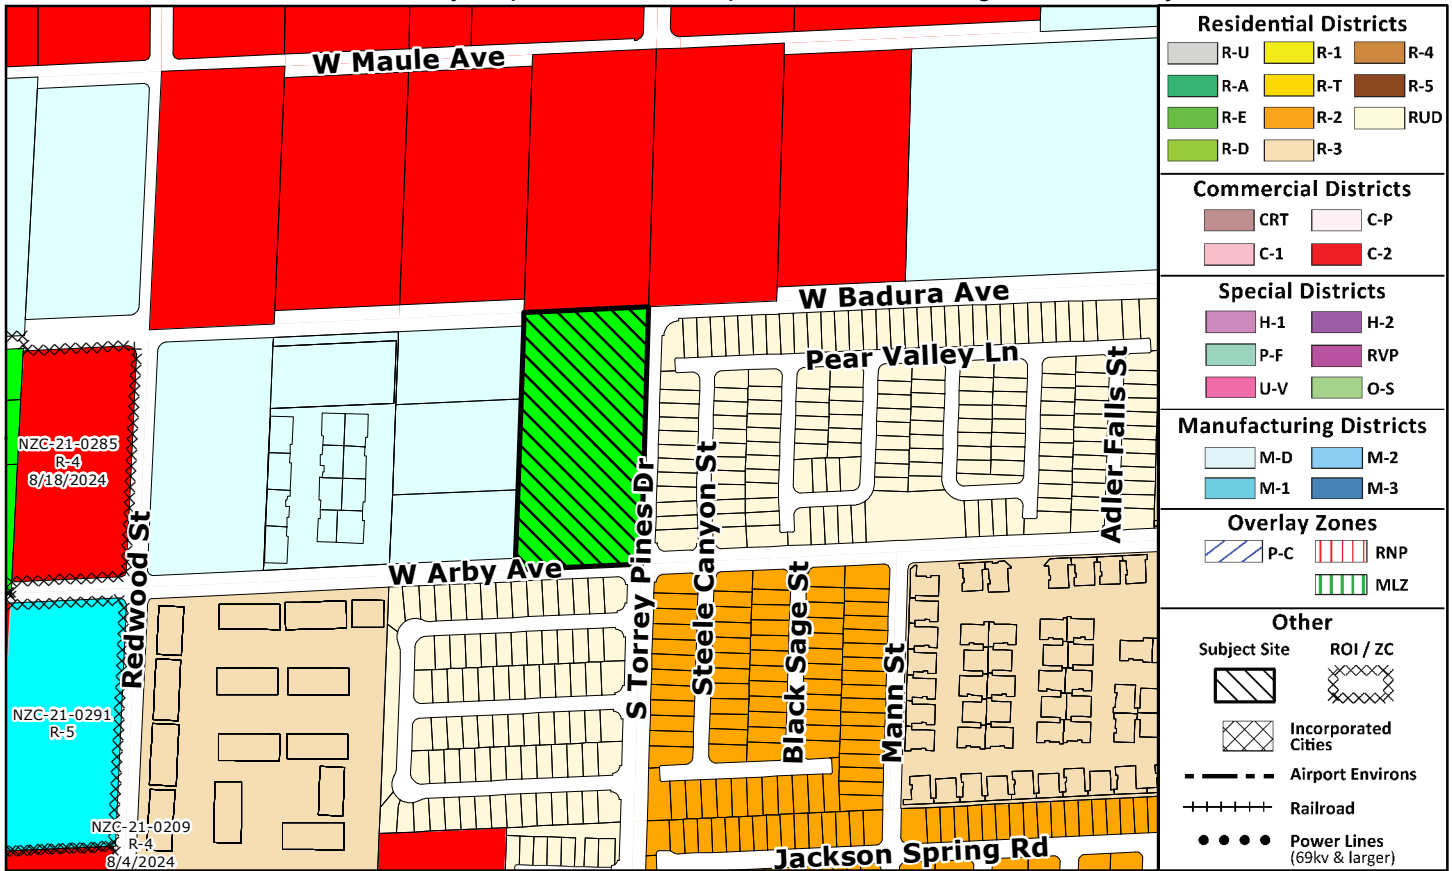 W Maule Ave
W Badura Ave
Pear Valley Ln
Adler Falls St
NZC-21-0285
R-4
8/18/2024
Redwood St
W Arby Ave
S Torrey Pines Dr
Steele Canyon St
Black Sage St
Mann St
NZC-21-0291
R-5
NZC-21-0209
R-4
8/4/2024
Jackson Spring Rd
Residential Districts
R-U R-1 R-4
R-A R-T R-5
R-E R-2 RUD
R-D R-3
Commercial Districts
CRT C-P
C-1 C-2
Special Districts
H-1 H-2
P-F RVP
U-V O-S
Manufacturing Districts
M-D M-2
M-1 M-3
Overlay Zones
P-C RNP
MLZ
Other
Subject Site ROI / ZC
Incorporated
Cities
Airport Environs
Railroad
Power Lines
(69kv & larger)